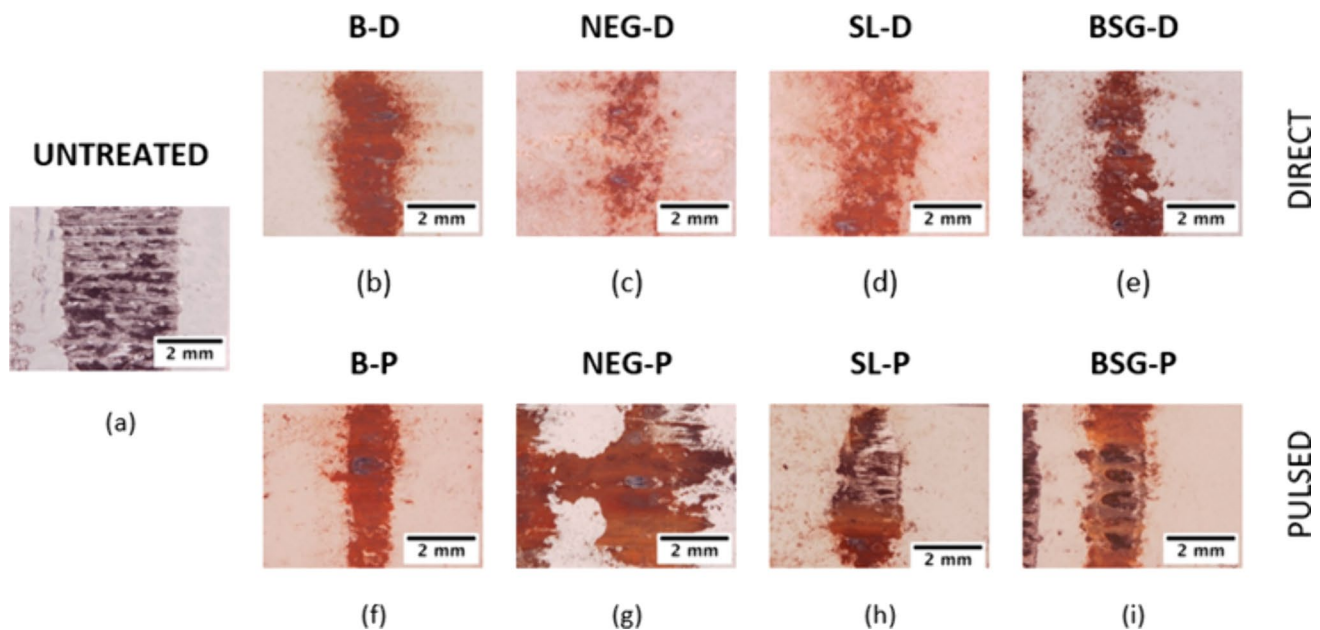 B-D NEG-D SL-D BSG-D
UNTREATED
DIRECT
2 mm 2 mm 2 mm 2 mm
2 mm
(b) (c) (d) (e)
(a)
B-P NEG-P SL-P BSG-P
PULSED
2 mm 2 mm 2 mm 2 mm
(f) (g) (h) (i)